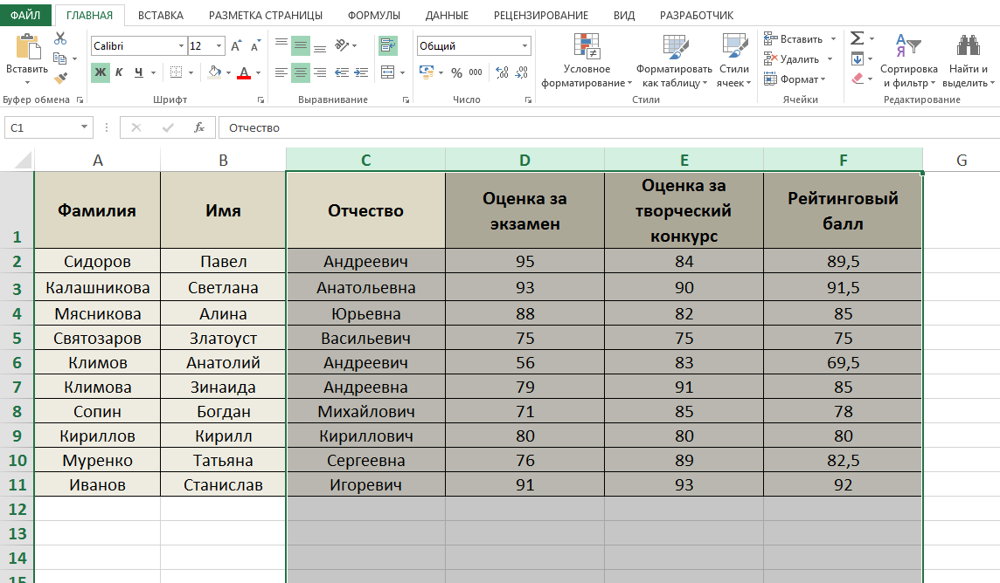 ФАЙЛ ГЛАВНАЯ ВСТАВКА РАЗМЕТКА СТРАНИЦЫ ФОРМУЛЫ ДАННЫЕ РЕЦЕНЗИРОВАНИЕ ВИД РАЗРАБОТЧИК
Вставить
Буфер обмена
Calibri 12
Ж К Ч А
Шрифт
Выравнивание
Общий
% 000
Число
Условное форматирование
Форматировать как таблицу
Стили ячеек
Стили
Вставить
Удалить
Формат
Ячейки
Сортировка и фильтр
Найти и выделить
Редактирование
C1 fx Отчество
A B C D E F G
1 Фамилия Имя Отчество Оценка за экзамен Оценка за творческий конкурс Рейтинговый балл
2 Сидоров Павел Андреевич 95 84 89,5
3 Калашникова Светлана Анатольевна 93 90 91,5
4 Мясникова Алина Юрьевна 88 82 85
5 Святозаров Златоуст Васильевич 75 75 75
6 Климов Анатолий Андреевич 56 83 69,5
7 Климова Зинаида Андреевна 79 91 85
8 Сопин Богдан Михайлович 71 85 78
9 Кириллов Кирилл Кириллович 80 80 80
10 Муренко Татьяна Сергеевна 76 89 82,5
11 Иванов Станислав Игоревич 91 93 92
12
13
14
15